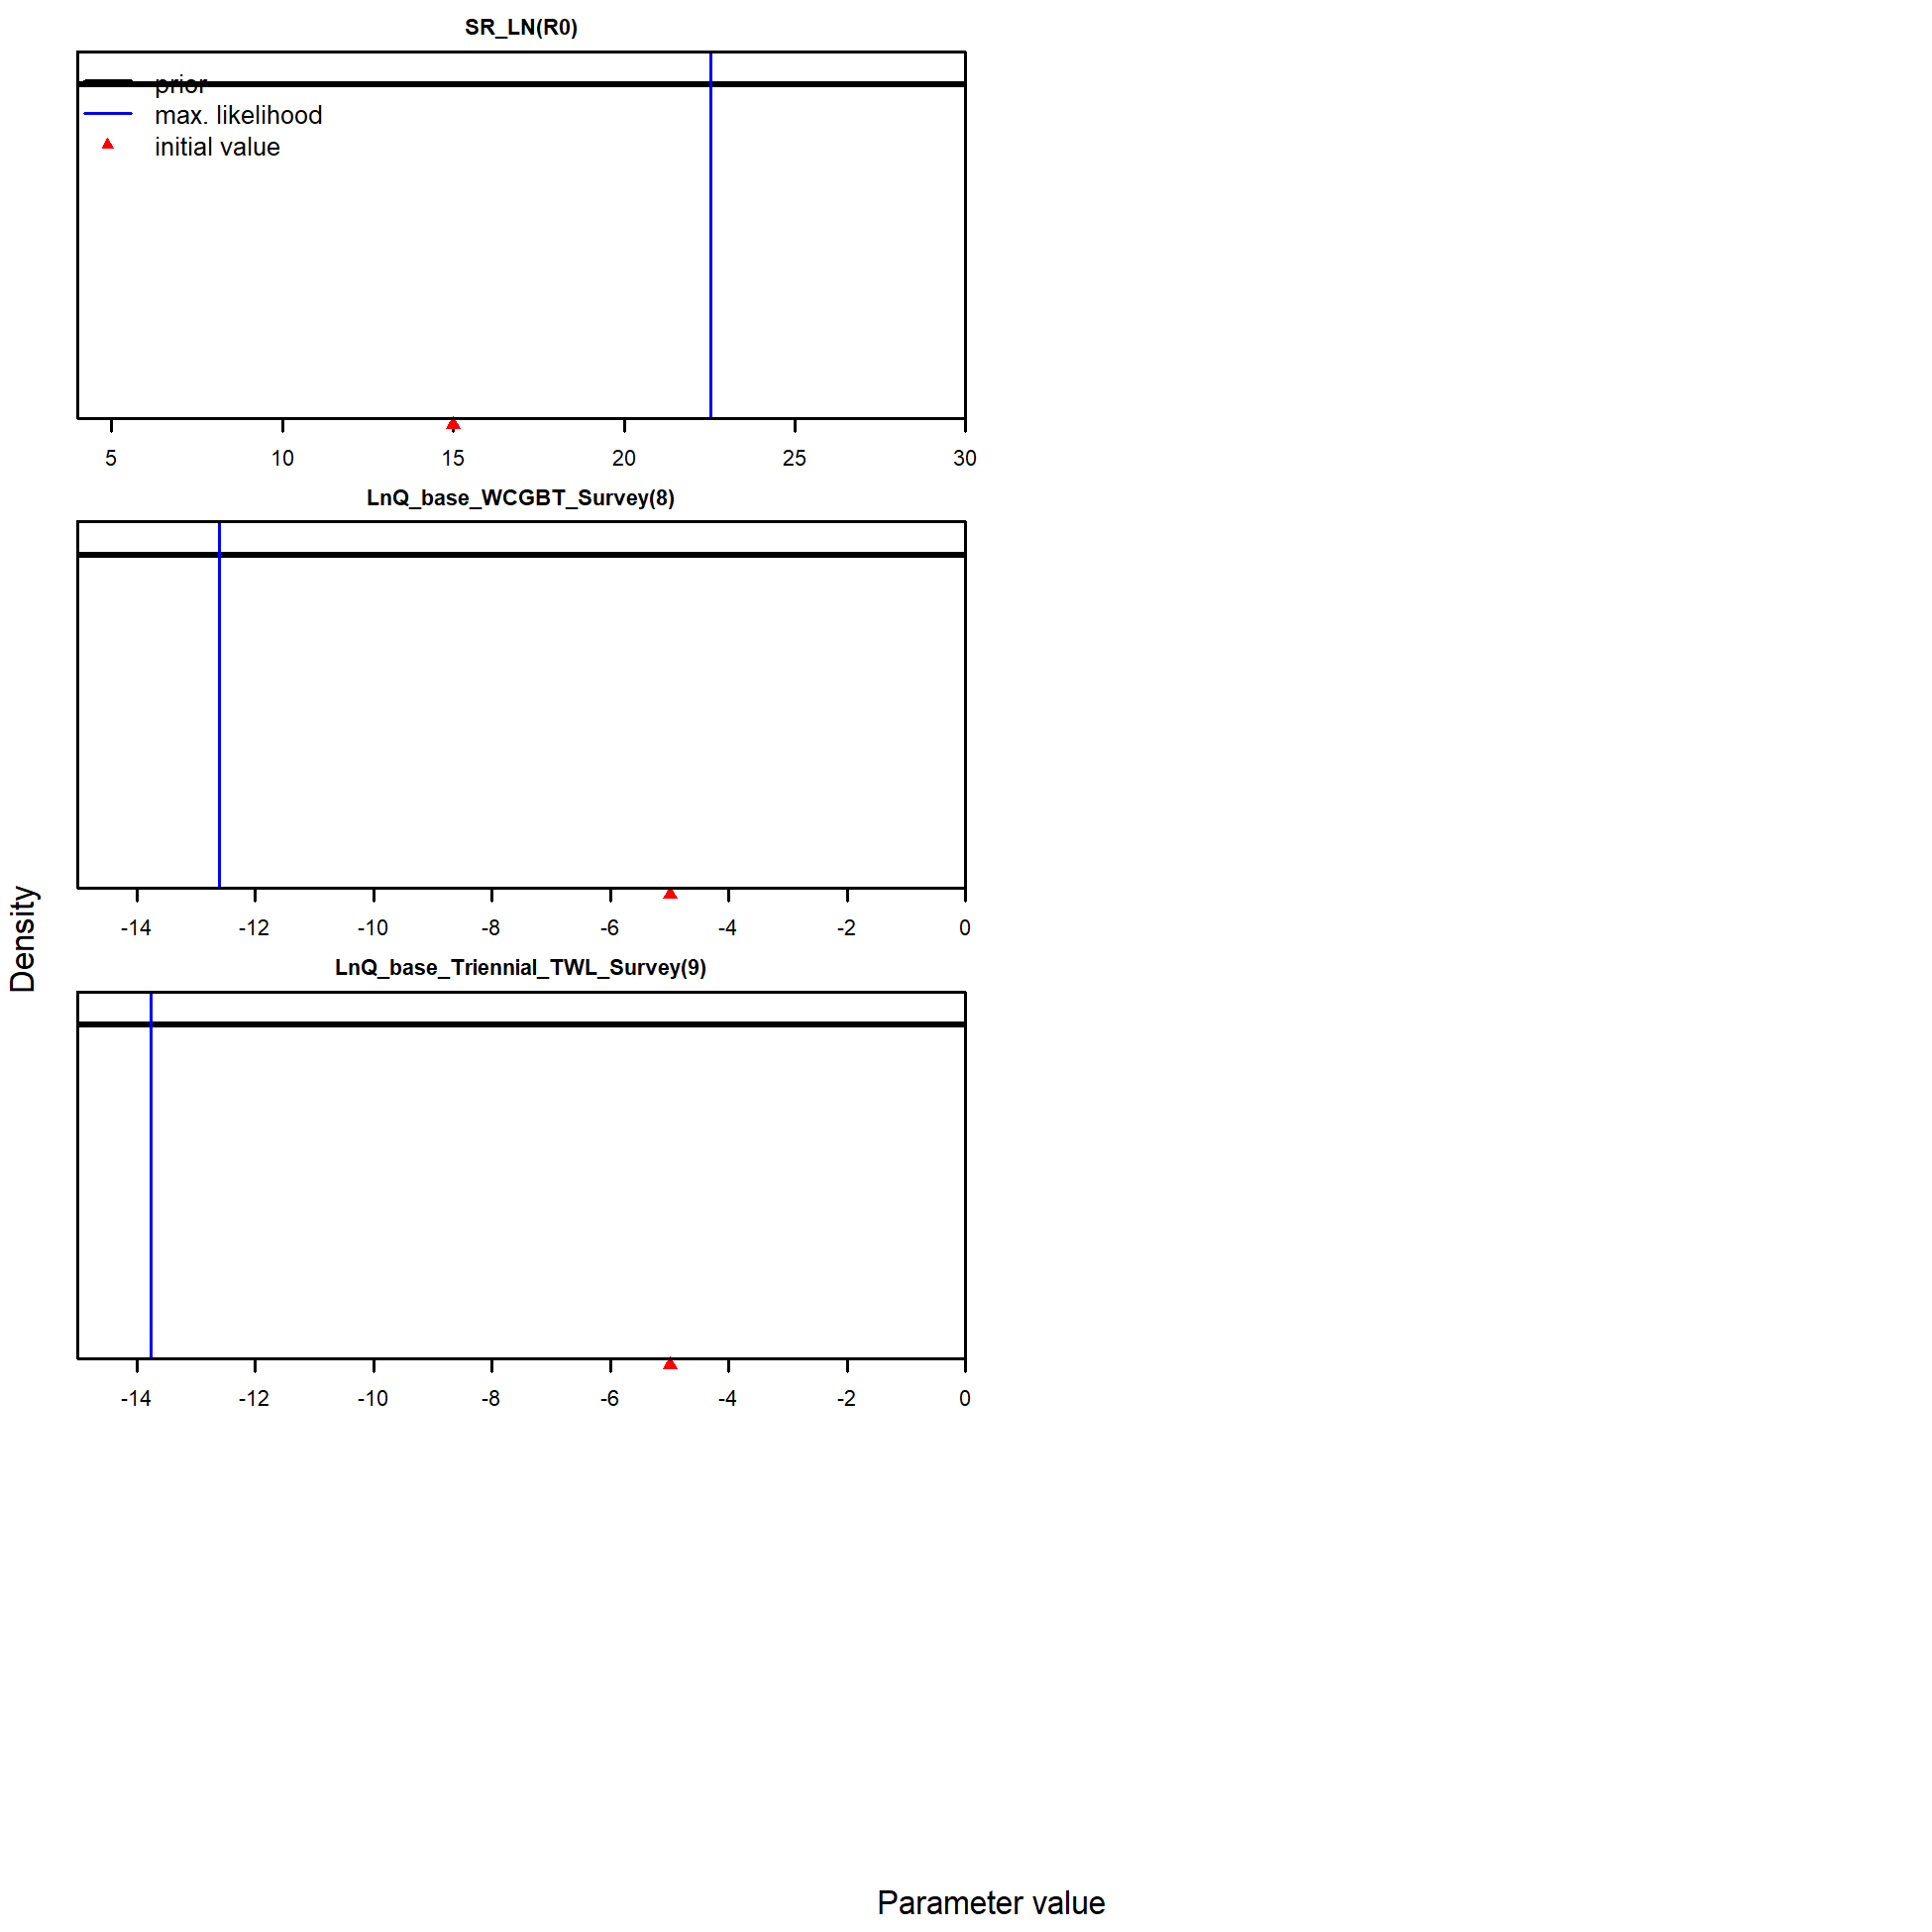 SR_LN(R0)
prior
max. likelihood
initial value
5 10 15 20 25 30
LnQ_base_WCGBT_Survey(8)
-14 -12 -10 -8 -6 -4 -2 0
Density
LnQ_base_Triennial_TWL_Survey(9)
-14 -12 -10 -8 -6 -4 -2 0
Parameter value